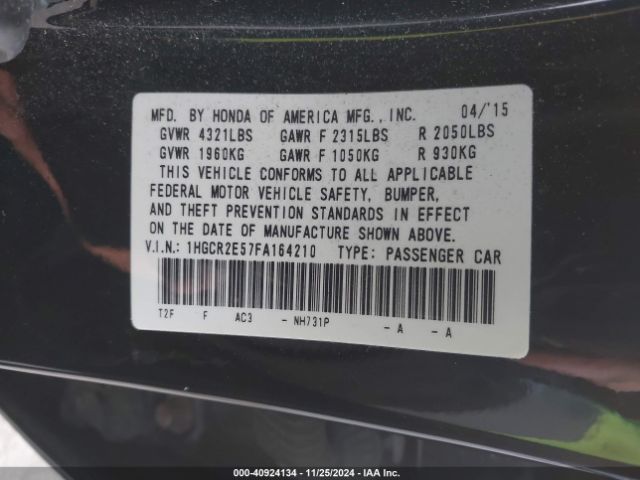 MFD. BY HONDA OF AMERICA MFG., INC. 04/'15
GVWR 4321LBS GAWR F 2315LBS R 2050LBS
GVWR 1960KG GAWR F 1050KG R 930KG
THIS VEHICLE CONFORMS TO ALL APPLICABLE
FEDERAL MOTOR VEHICLE SAFETY, BUMPER,
AND THEFT PREVENTION STANDARDS IN EFFECT
ON THE DATE OF MANUFACTURE SHOWN ABOVE.
V.I.N.: 1HGCR2E57FA164210 TYPE: PASSENGER CAR
T2F F AC3 - NH731P - A - A
000-40924134 - 11/25/2024 - IAA Inc.